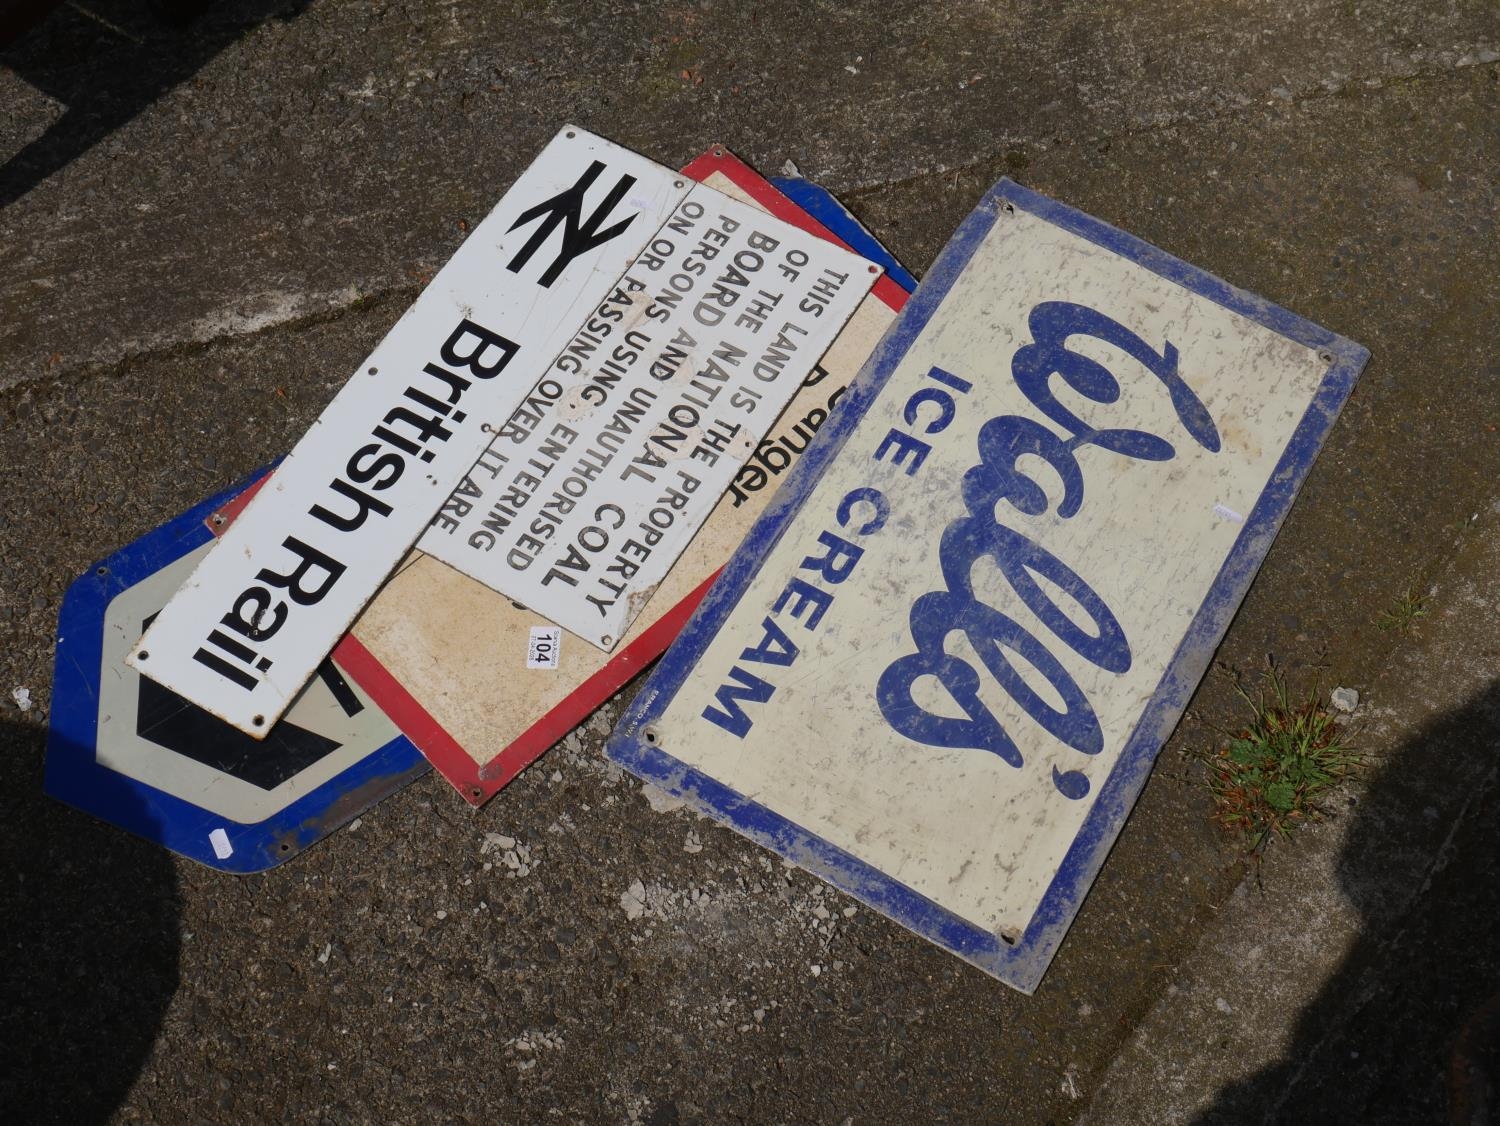 British Rail
THIS LAND IS THE PROPERTY
OF THE NATIONAL COAL
BOARD AND UNAUTHORISED
PERSONS USING, ENTERING
ON OR PASSING OVER IT ARE
Danger
104
Wall's
ICE CREAM